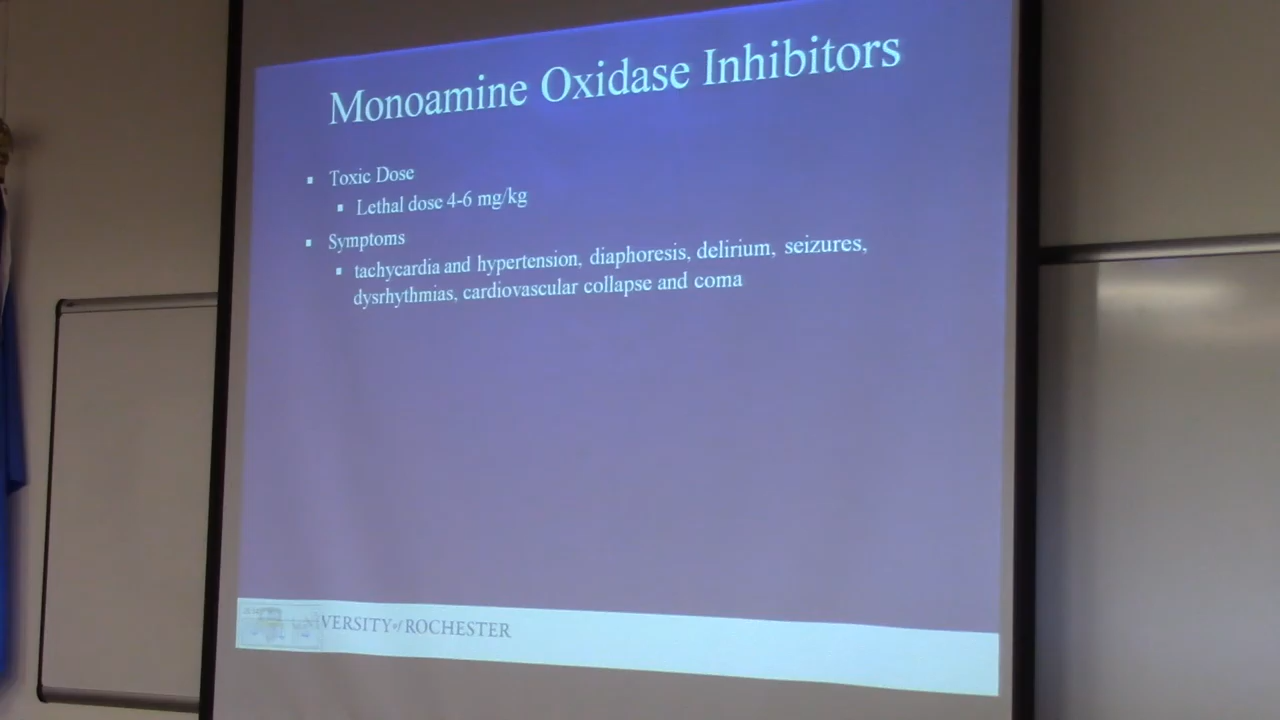 Monoamine Oxidase Inhibitors
▪ Toxic Dose
▪ Lethal dose 4-6 mg/kg
▪ Symptoms
▪ tachycardia and hypertension, diaphoresis, delirium, seizures,
dysrhythmias, cardiovascular collapse and coma
of ROCHESTER